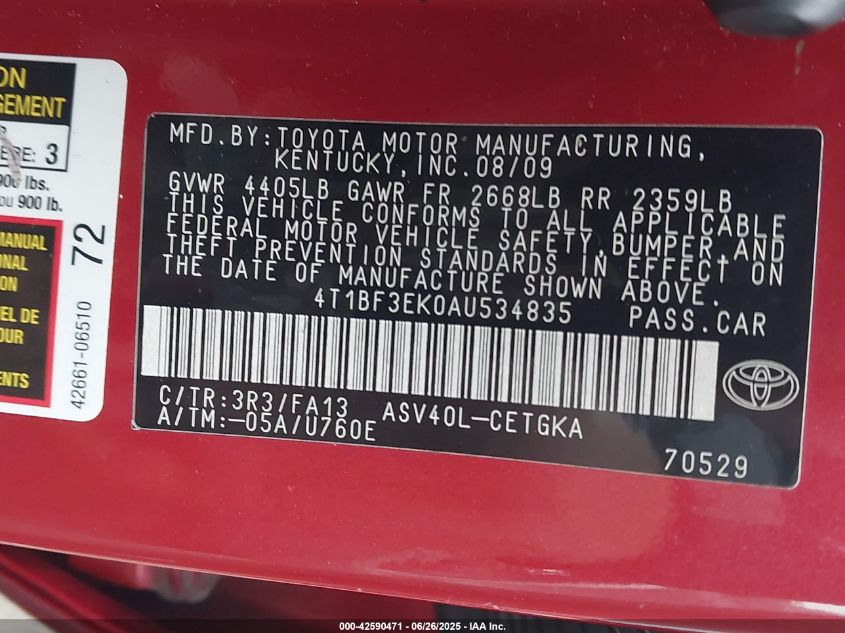 ON
GEMENT
3
900 lbs.
ou 900 lb.
MANUAL
ONAL
ON
EL DE
OUR
ENTS
42661-06510
72
MFD.BY:TOYOTA MOTOR MANUFACTURING,
KENTUCKY,INC.08/09
GVWR 4405LB GAWR FR 2668LB RR 2359LB
THIS VEHICLE CONFORMS TO ALL APPLICABLE
FEDERAL MOTOR VEHICLE SAFETY,BUMPER,AND
THEFT PREVENTION STANDARDS IN EFFECT ON
THE DATE OF MANUFACTURE SHOWN ABOVE.
4T1BF3EK0AU534835 PASS.CAR
C/TR:3R3/FA13 ASV40L-CETGKA
A/TM:-05A/U760E
70529
000-42590471 - 06/26/2025 - IAA Inc.